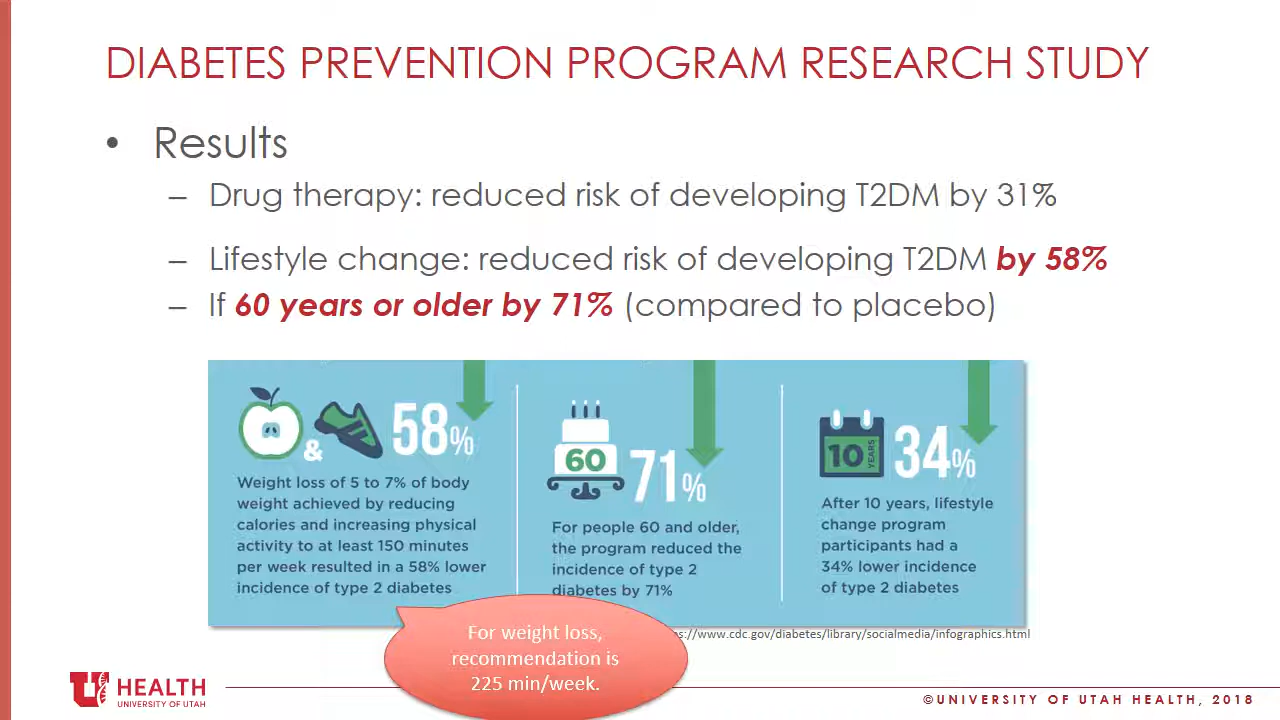 DIABETES PREVENTION PROGRAM RESEARCH STUDY
• Results
– Drug therapy: reduced risk of developing T2DM by 31%
– Lifestyle change: reduced risk of developing T2DM by 58%
– If 60 years or older by 71% (compared to placebo)
& 58%
Weight loss of 5 to 7% of body
weight achieved by reducing
calories and increasing physical
activity to at least 150 minutes
per week resulted in a 58% lower
incidence of type 2 diabetes
60 71%
For people 60 and older,
the program reduced the
incidence of type 2
diabetes by 71%
10 YEARS 34%
After 10 years, lifestyle
change program
participants had a
34% lower incidence
of type 2 diabetes
s://www.cdc.gov/diabetes/library/socialmedia/infographics.html
For weight loss,
recommendation is
225 min/week.
U HEALTH
UNIVERSITY OF UTAH
©UNIVERSITY OF UTAH HEALTH, 2018